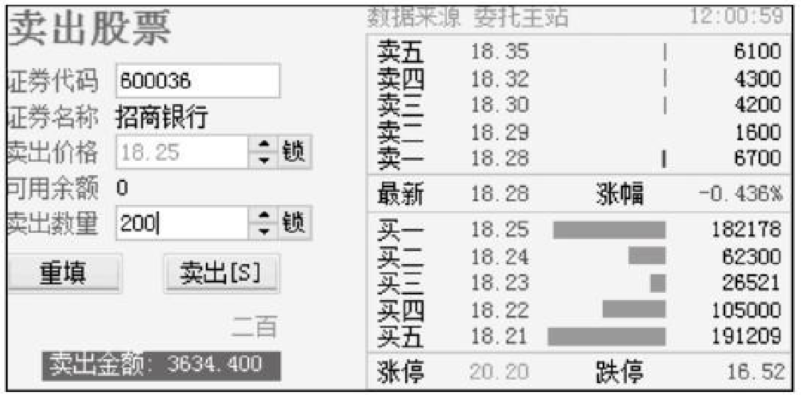 卖出股票
证券代码 600036
证券名称 招商银行
卖出价格 18.25 锁
可用余额 0
卖出数量 200 锁
重填 卖出[S]
二百
卖出金额: 3634.400
数据来源 委托主站 12:00:59
卖五 18.35 6100
卖四 18.32 4300
卖三 18.30 4200
卖二 18.29 1600
卖一 18.28 6700
最新 18.28 涨幅 -0.436%
买一 18.25 182178
买二 18.24 62300
买三 18.23 26521
买四 18.22 105000
买五 18.21 191209
涨停 20.20 跌停 16.52